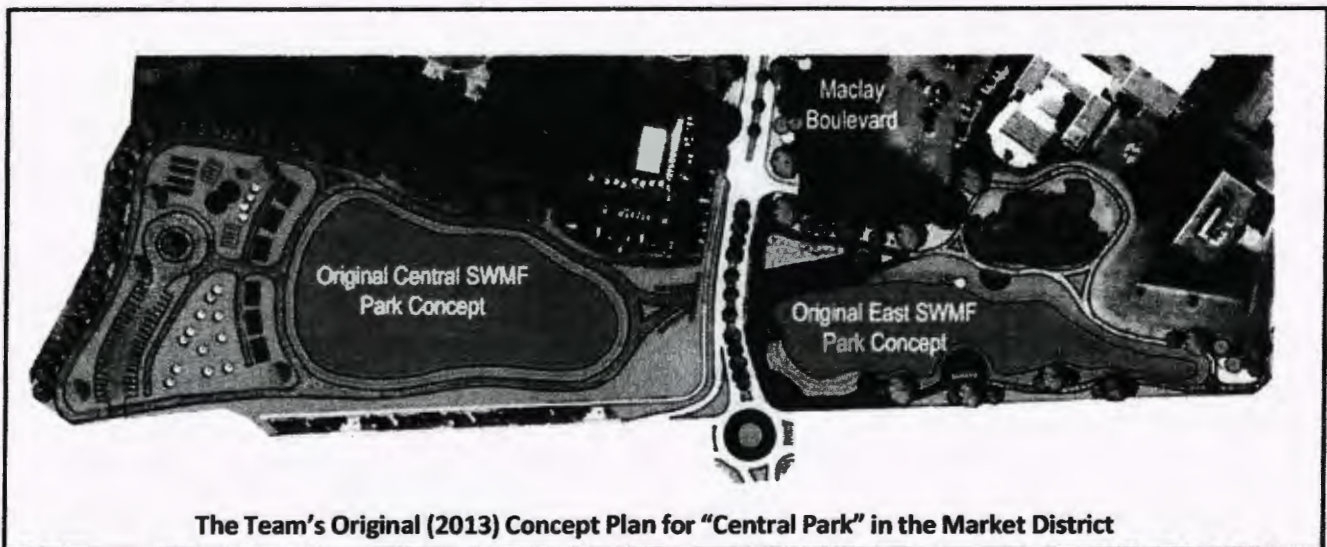 Maclay
Boulevard
Original Central SWMF
Park Concept
Original East SWMF
Park Concept
The Team's Original (2013) Concept Plan for “Central Park” in the Market District